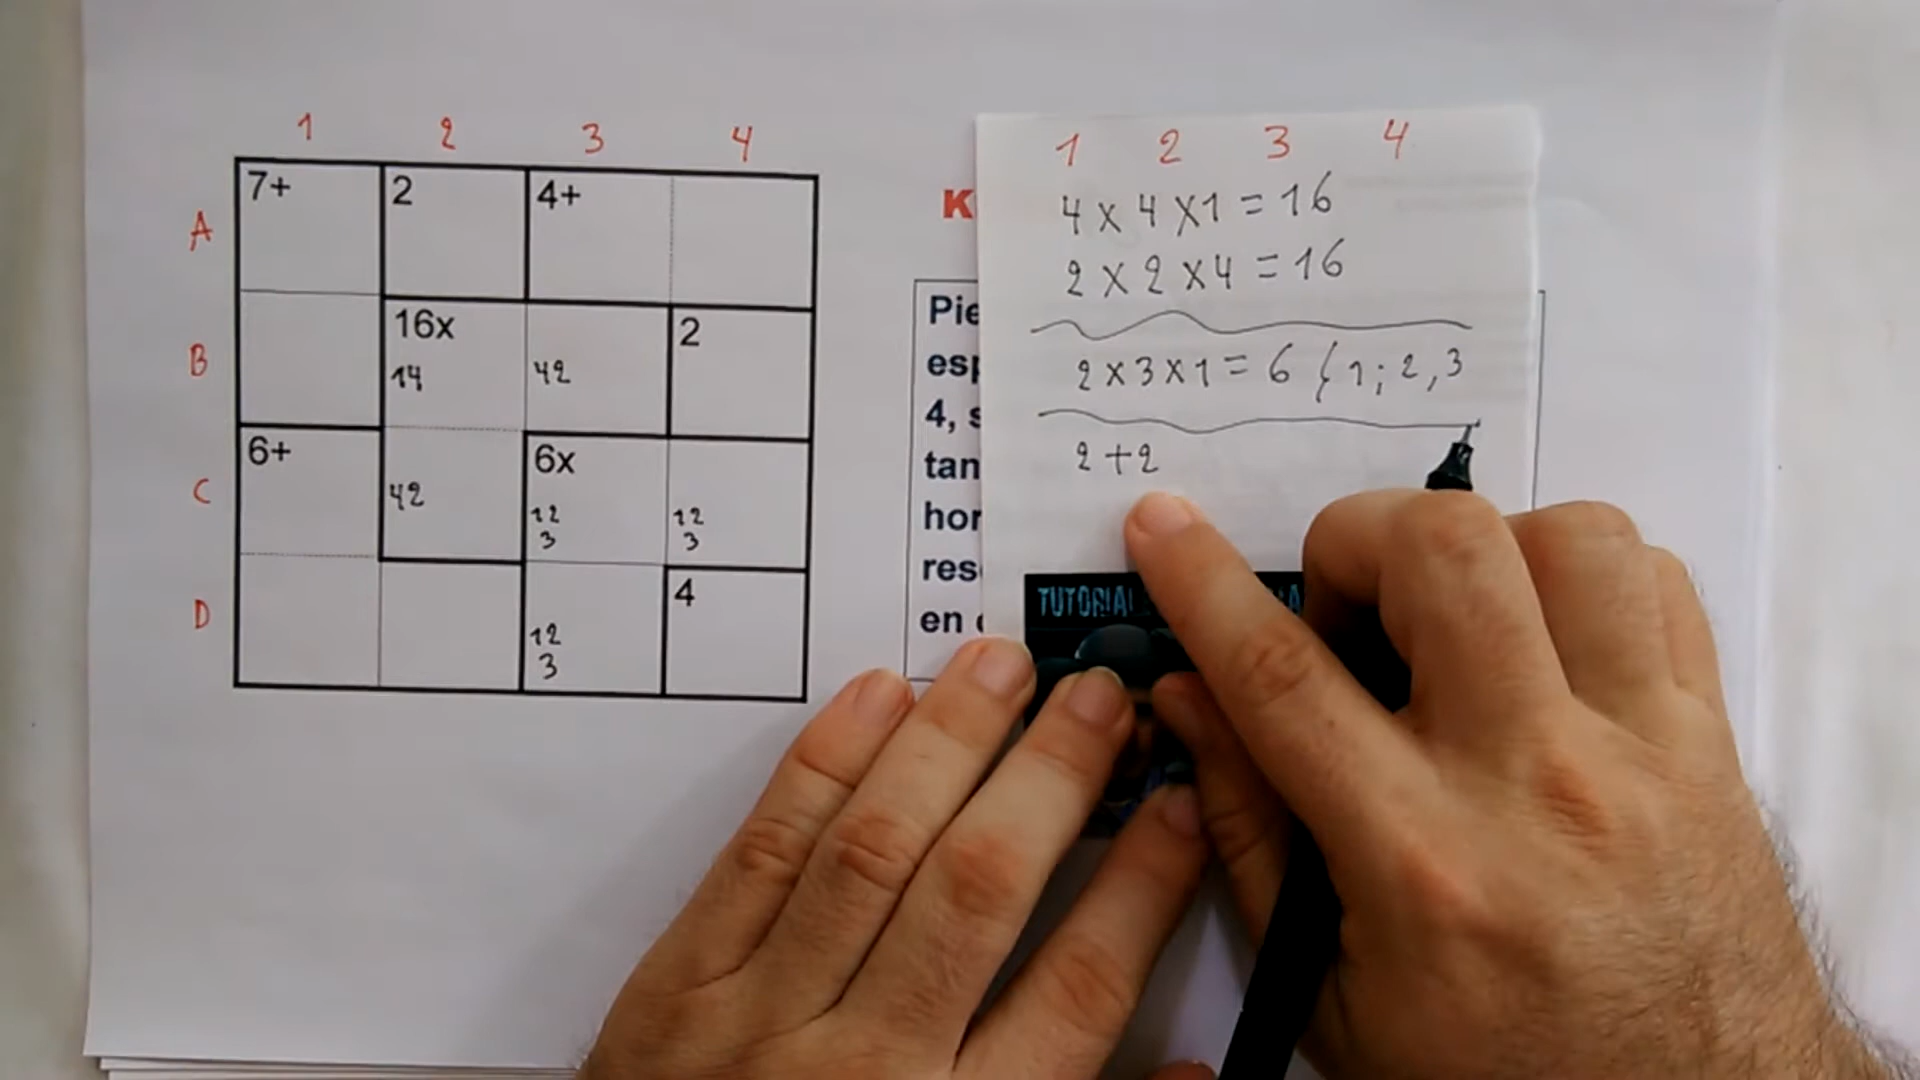 1 2 3 4
A 7+ 2 4+
B 16x 2
14 42
C 6+ 6x
42 12 12
3 3
D 4
12
3
K
Pie
esp
4, s
tan
hor
res
en
1 2 3 4
4 x 4 x 1 = 16
2 x 2 x 4 = 16
2 x 3 x 1 = 6 ( 1; 2, 3
2 + 2
TUTORIAL